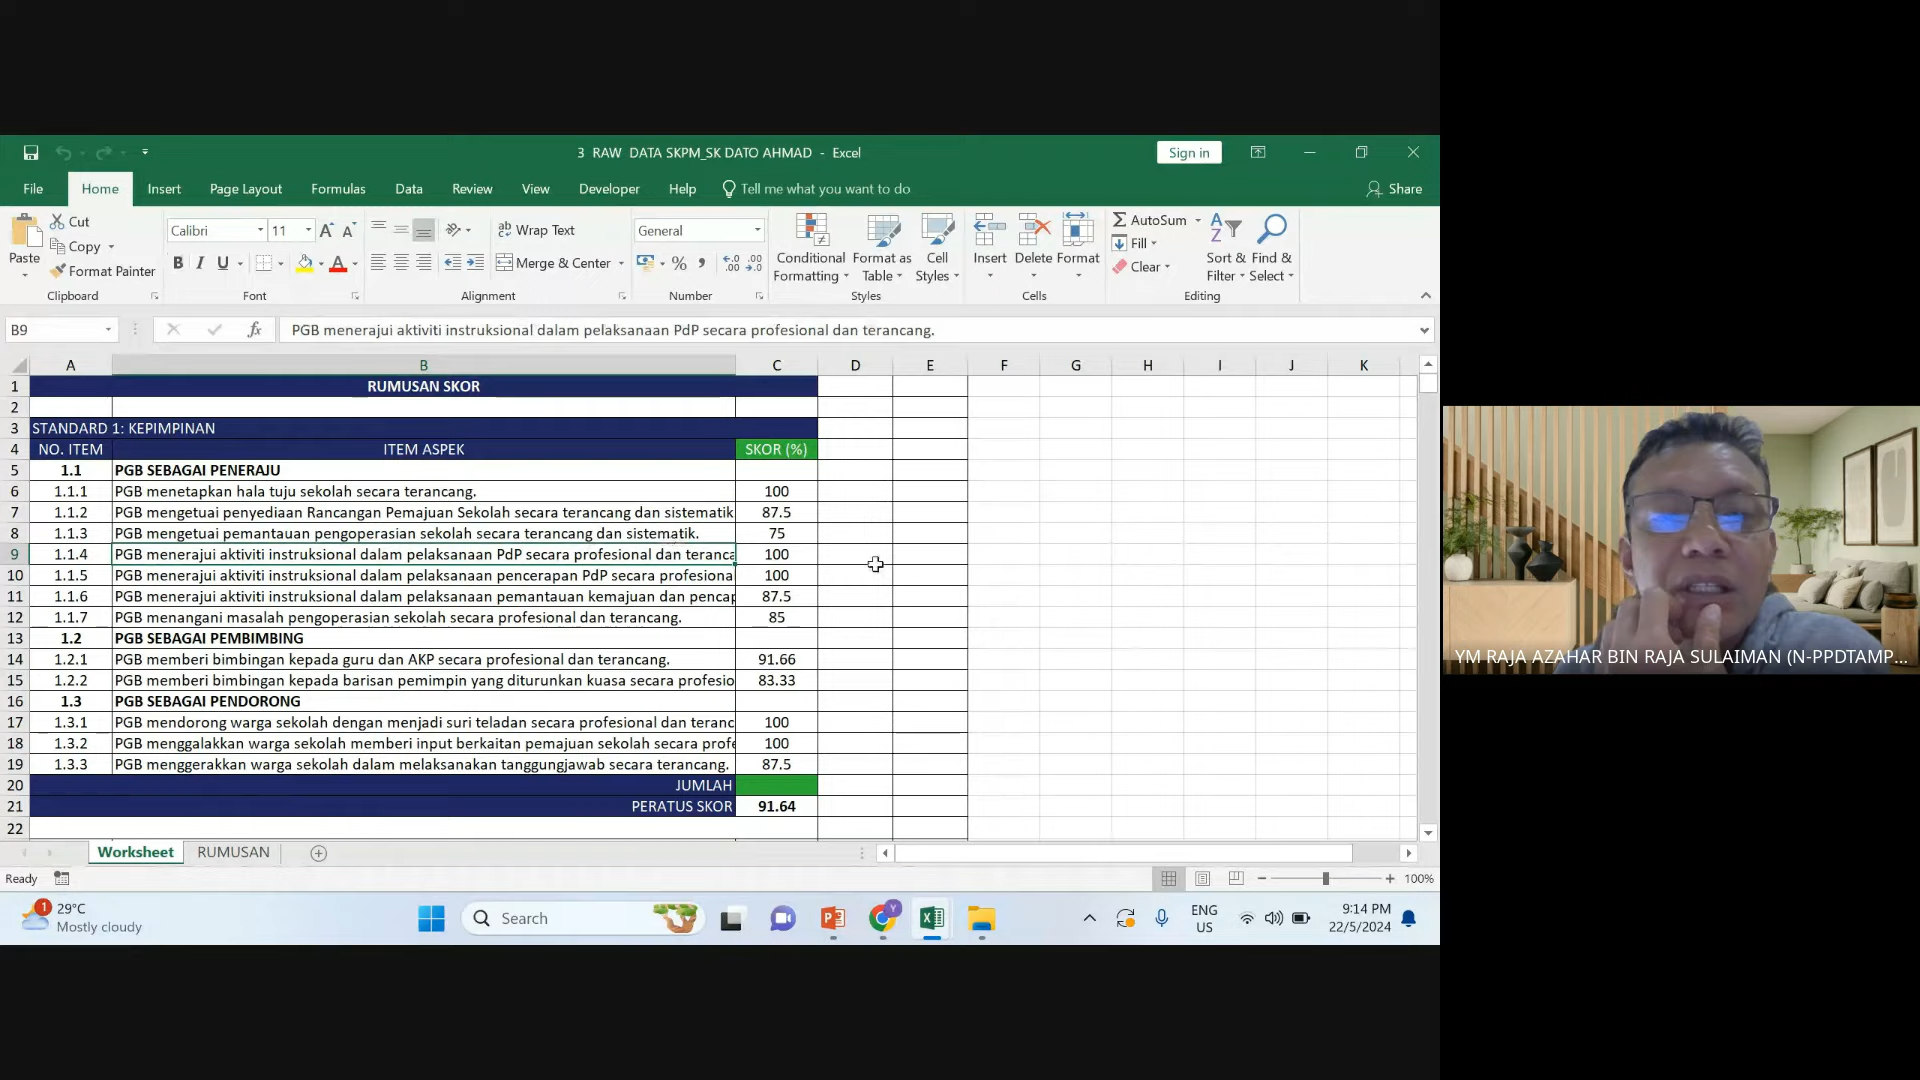 3 RAW DATA SKPM_SK DATO AHMAD - Excel
Sign in
File Home Insert Page Layout Formulas Data Review View Developer Help Tell me what you want to do Share
Cut
Copy
Format Painter
Paste
Clipboard
Calibri 11
B I U
Font
Wrap Text
Merge & Center
Alignment
General
Number
Conditional Formatting
Format as Table
Cell Styles
Styles
Insert Delete Format
Cells
AutoSum
Fill
Clear
Sort & Filter
Find & Select
Editing
B9 fx PGB menerajui aktiviti instruksional dalam pelaksanaan PdP secara profesional dan terancang.
A B C D E F G H I J K
1 RUMUSAN SKOR
2
3 STANDARD 1: KEPIMPINAN
4 NO. ITEM ITEM ASPEK SKOR (%)
5 1.1 PGB SEBAGAI PENERAJU
6 1.1.1 PGB menetapkan hala tuju sekolah secara terancang. 100
7 1.1.2 PGB mengetuai penyediaan Rancangan Pemajuan Sekolah secara terancang dan sistematik 87.5
8 1.1.3 PGB mengetuai pemantauan pengoperasian sekolah secara terancang dan sistematik. 75
9 1.1.4 PGB menerajui aktiviti instruksional dalam pelaksanaan PdP secara profesional dan teranca 100
10 1.1.5 PGB menerajui aktiviti instruksional dalam pelaksanaan pencerapan PdP secara profesiona 100
11 1.1.6 PGB menerajui aktiviti instruksional dalam pelaksanaan pemantauan kemajuan dan pencap 87.5
12 1.1.7 PGB menangani masalah pengoperasian sekolah secara profesional dan terancang. 85
13 1.2 PGB SEBAGAI PEMBIMBING
14 1.2.1 PGB memberi bimbingan kepada guru dan AKP secara profesional dan terancang. 91.66
15 1.2.2 PGB memberi bimbingan kepada barisan pemimpin yang diturunkan kuasa secara profesio 83.33
16 1.3 PGB SEBAGAI PENDORONG
17 1.3.1 PGB mendorong warga sekolah dengan menjadi suri teladan secara profesional dan teranc 100
18 1.3.2 PGB menggalakkan warga sekolah memberi input berkaitan pemajuan sekolah secara profe 100
19 1.3.3 PGB menggerakkan warga sekolah dalam melaksanakan tanggungjawab secara terancang. 87.5
20 JUMLAH
21 PERATUS SKOR 91.64
22
Worksheet RUMUSAN
Ready 100%
1
29°C
Mostly cloudy
Search
ENG
US
9:14 PM
22/5/2024
YM RAJA AZAHAR BIN RAJA SULAIMAN (N-PPDTAMP...